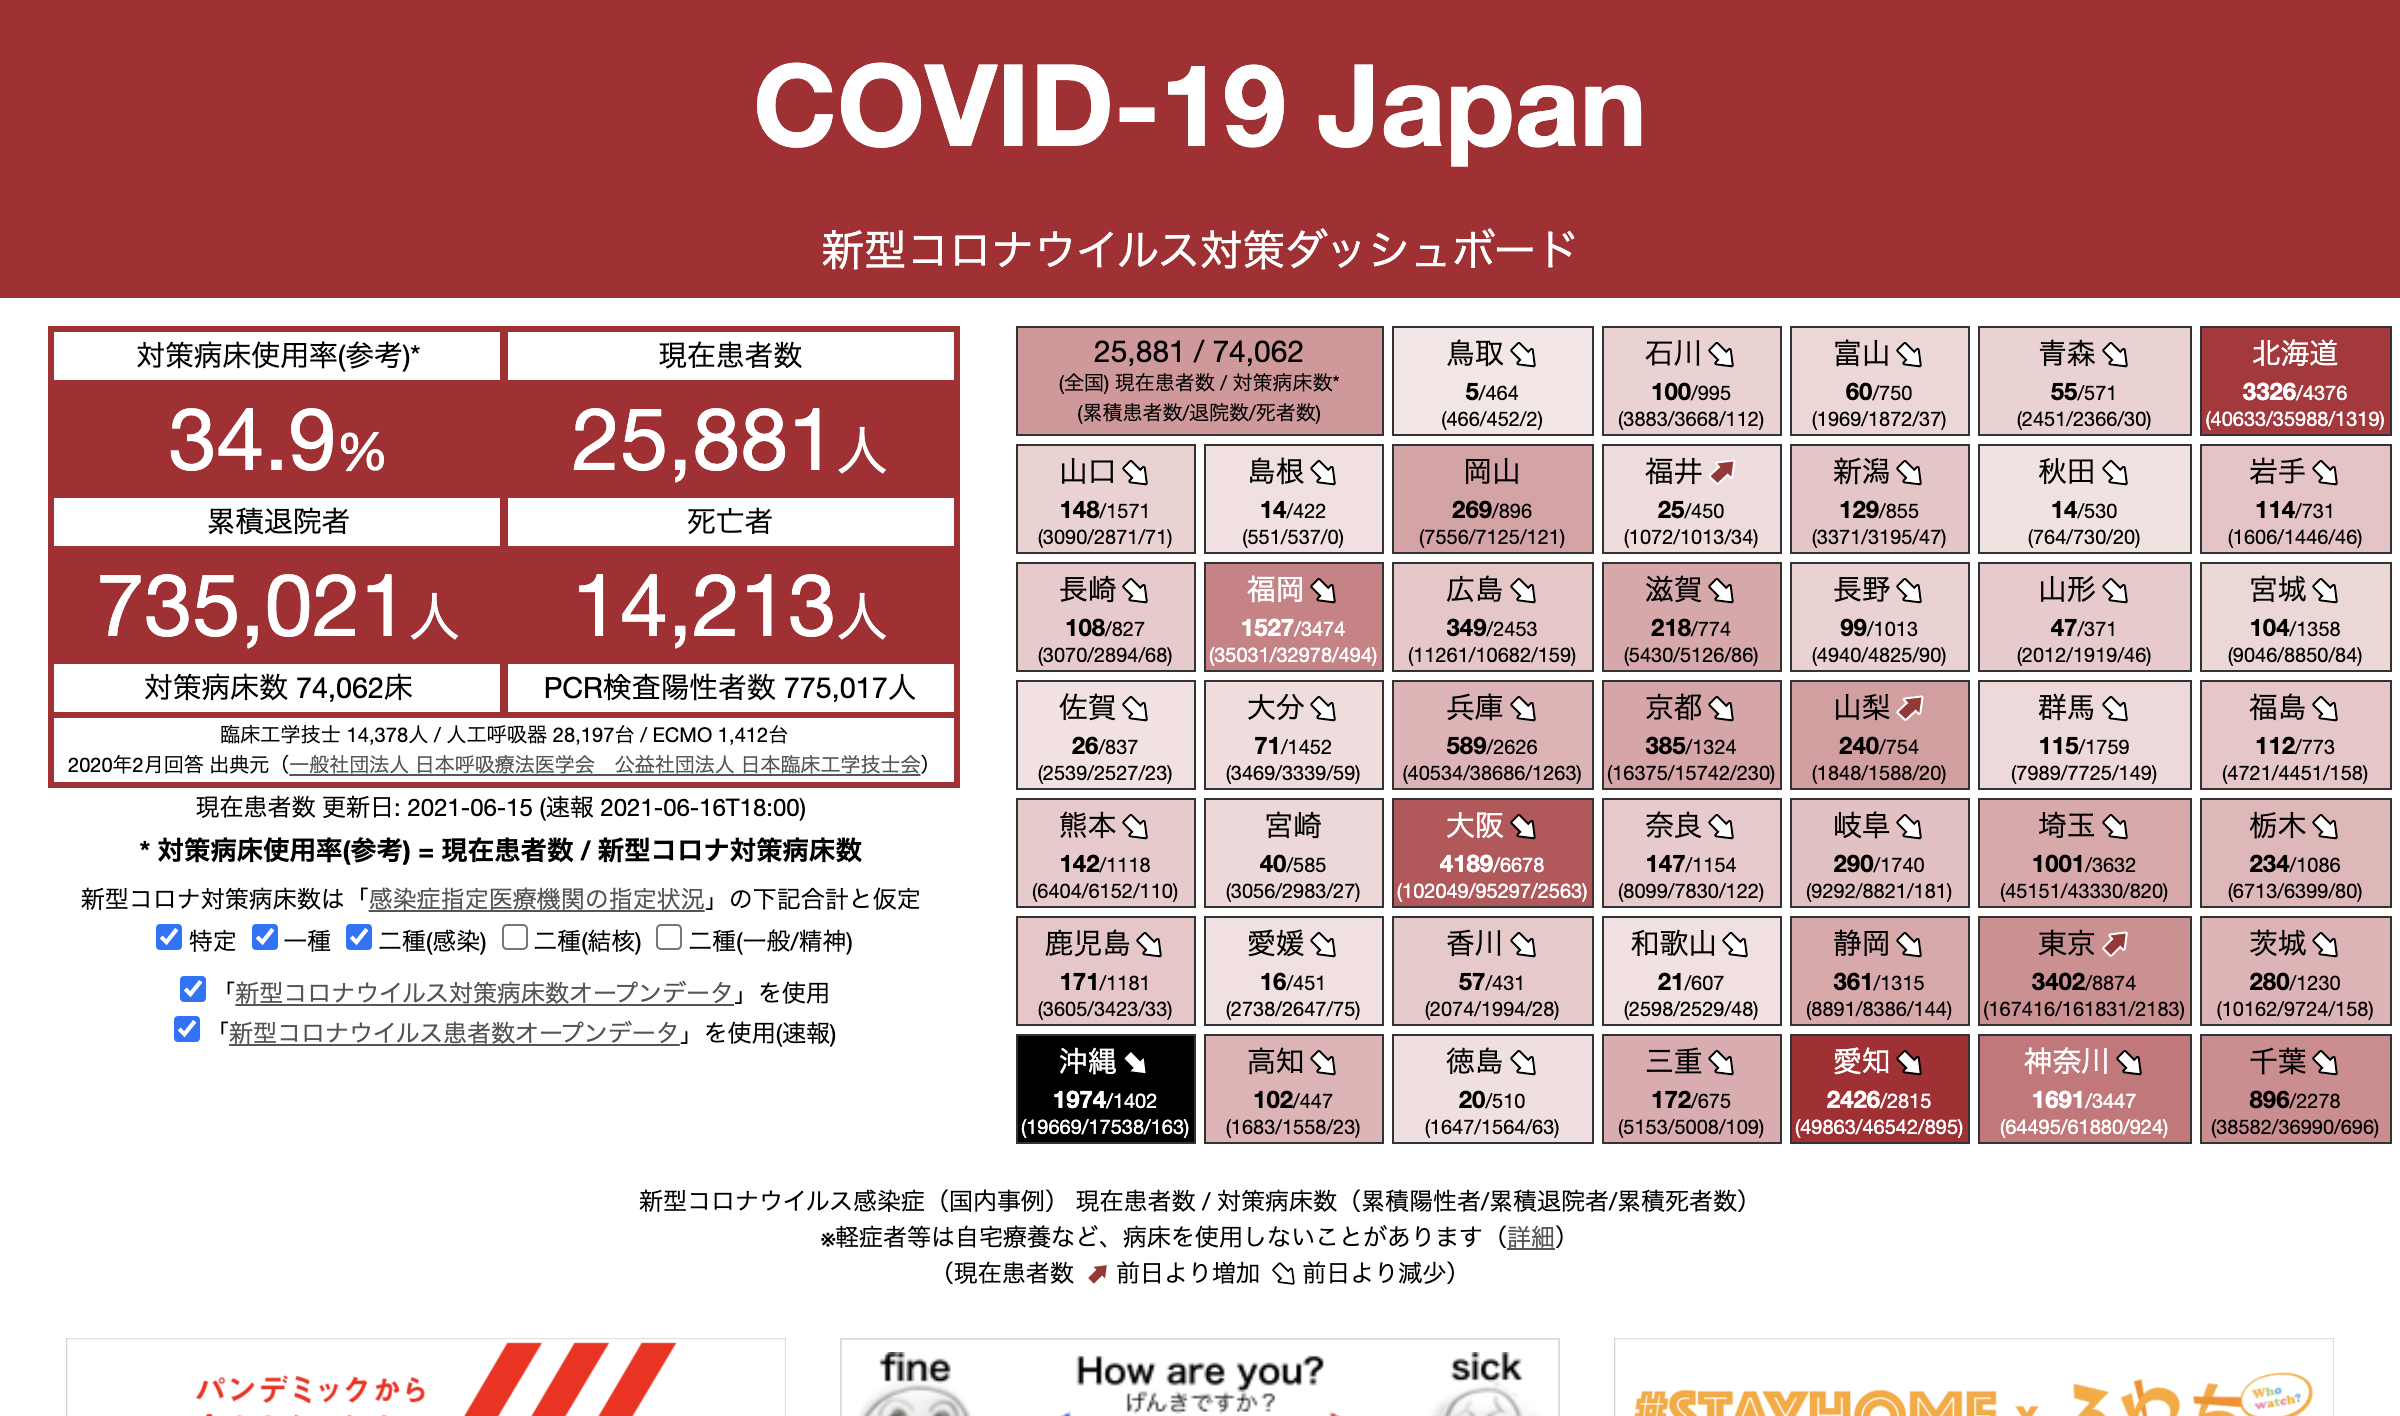 COVID-19 Japan
新型コロナウイルス対策ダッシュボード
対策病床使用率(参考)* 現在患者数
34.9% 25,881人
累積退院者 死亡者
735,021人 14,213人
対策病床数 74,062床 PCR検査陽性者数 775,017人
臨床工学技士 14,378人 / 人工呼吸器 28,197台 / ECMO 1,412台
2020年2月回答 出典元（一般社団法人 日本呼吸療法医学会　公益社団法人 日本臨床工学技士会）
現在患者数 更新日: 2021-06-15 (速報 2021-06-16T18:00)
* 対策病床使用率(参考) = 現在患者数 / 新型コロナ対策病床数
新型コロナ対策病床数は「感染症指定医療機関の指定状況」の下記合計と仮定
特定 一種 二種(感染) 二種(結核) 二種(一般/精神)
「新型コロナウイルス対策病床数オープンデータ」を使用
「新型コロナウイルス患者数オープンデータ」を使用(速報)
25,881 / 74,062
(全国) 現在患者数 / 対策病床数*
(累積患者数/退院数/死者数)
鳥取
5/464
(466/452/2)
石川
100/995
(3883/3668/112)
富山
60/750
(1969/1872/37)
青森
55/571
(2451/2366/30)
北海道
3326/4376
(40633/35988/1319)
山口
148/1571
(3090/2871/71)
島根
14/422
(551/537/0)
岡山
269/896
(7556/7125/121)
福井
25/450
(1072/1013/34)
新潟
129/855
(3371/3195/47)
秋田
14/530
(764/730/20)
岩手
114/731
(1606/1446/46)
長崎
108/827
(3070/2894/68)
福岡
1527/3474
(35031/32978/494)
広島
349/2453
(11261/10682/159)
滋賀
218/774
(5430/5126/86)
長野
99/1013
(4940/4825/90)
山形
47/371
(2012/1919/46)
宮城
104/1358
(9046/8850/84)
佐賀
26/837
(2539/2527/23)
大分
71/1452
(3469/3339/59)
兵庫
589/2626
(40534/38686/1263)
京都
385/1324
(16375/15742/230)
山梨
240/754
(1848/1588/20)
群馬
115/1759
(7989/7725/149)
福島
112/773
(4721/4451/158)
熊本
142/1118
(6404/6152/110)
宮崎
40/585
(3056/2983/27)
大阪
4189/6678
(102049/95297/2563)
奈良
147/1154
(8099/7830/122)
岐阜
290/1740
(9292/8821/181)
埼玉
1001/3632
(45151/43330/820)
栃木
234/1086
(6713/6399/80)
鹿児島
171/1181
(3605/3423/33)
愛媛
16/451
(2738/2647/75)
香川
57/431
(2074/1994/28)
和歌山
21/607
(2598/2529/48)
静岡
361/1315
(8891/8386/144)
東京
3402/8874
(167416/161831/2183)
茨城
280/1230
(10162/9724/158)
沖縄
1974/1402
(19669/17538/163)
高知
102/447
(1683/1558/23)
徳島
20/510
(1647/1564/63)
三重
172/675
(5153/5008/109)
愛知
2426/2815
(49863/46542/895)
神奈川
1691/3447
(64495/61880/924)
千葉
896/2278
(38582/36990/696)
新型コロナウイルス感染症（国内事例） 現在患者数 / 対策病床数（累積陽性者/累積退院者/累積死者数）
※軽症者等は自宅療養など、病床を使用しないことがあります（詳細）
（現在患者数 前日より増加 前日より減少）
パンデミックから
fine How are you? sick
げんきですか？
#STAYHOME x ふわっち
Who watch?